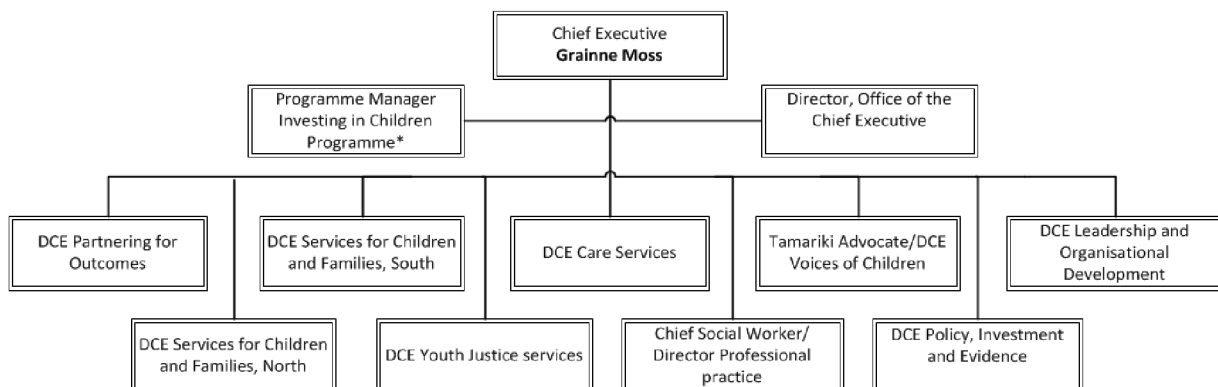 Chief Executive
Grainne Moss
Programme Manager
Investing in Children
Programme*
Director, Office of the
Chief Executive
DCE Partnering for
Outcomes
DCE Services for Children
and Families, South
DCE Care Services
Tamariki Advocate/DCE
Voices of Children
DCE Leadership and
Organisational
Development
DCE Services for Children
and Families, North
DCE Youth Justice services
Chief Social Worker/
Director Professional
practice
DCE Policy, Investment
and Evidence